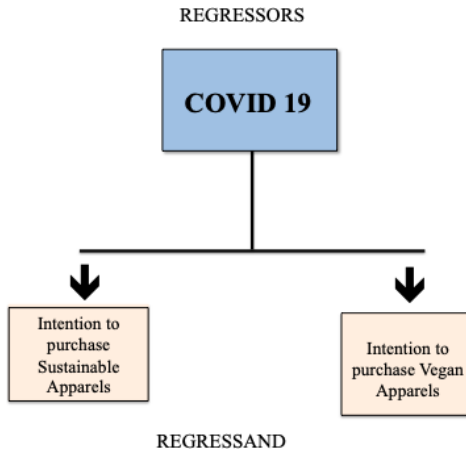 REGRESSORS
COVID 19
Intention to
purchase
Sustainable
Apparels
Intention to
purchase Vegan
Apparels
REGRESSAND